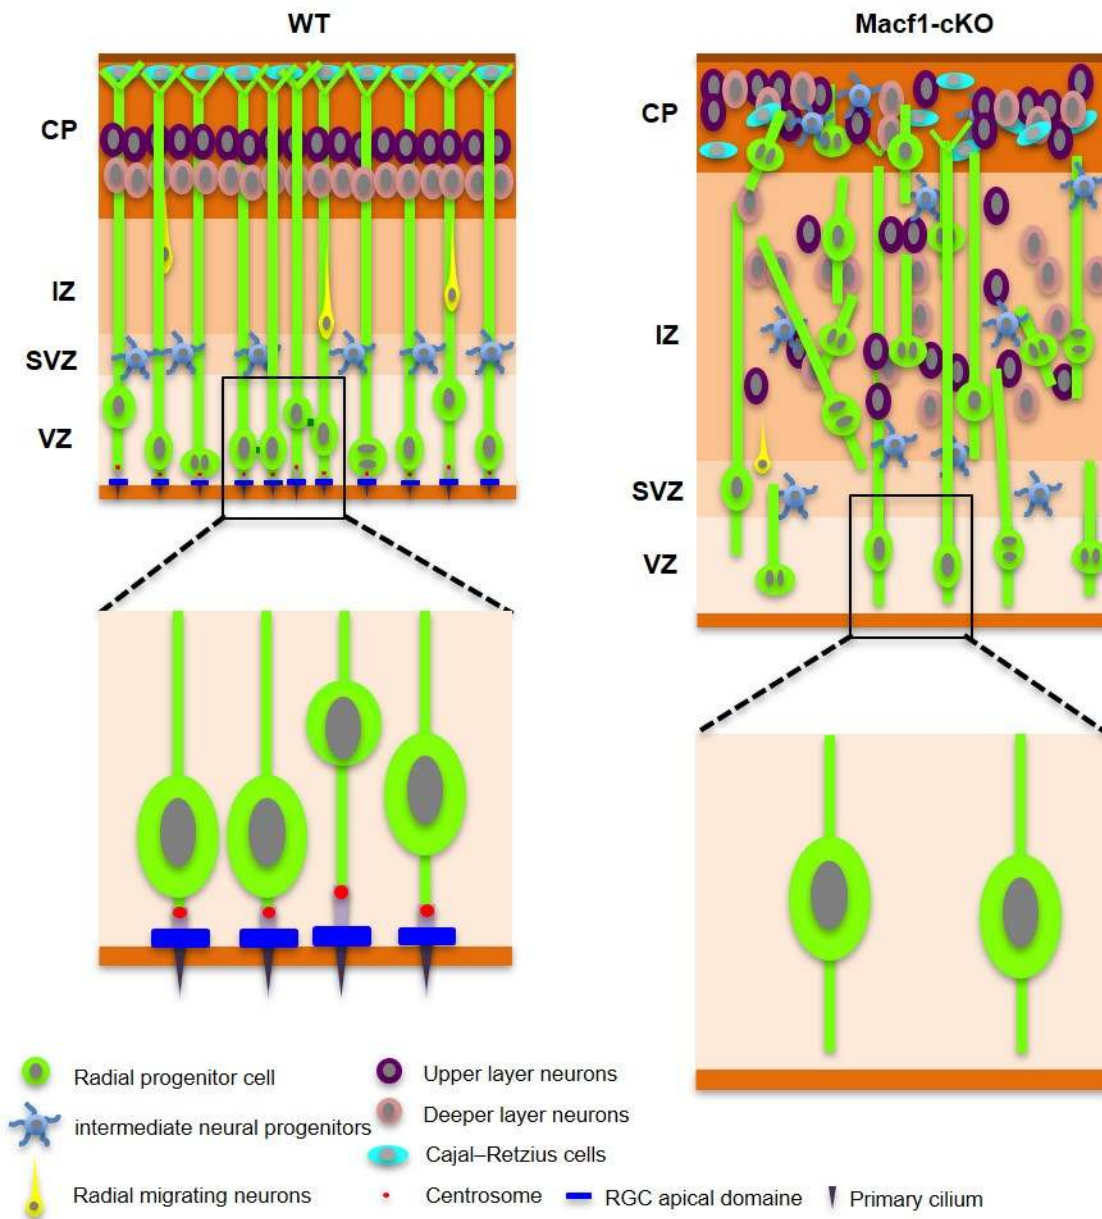 WT
Macf1-cKO
CP
IZ
SVZ
VZ
CP
IZ
SVZ
VZ
Radial progenitor cell
intermediate neural progenitors
Radial migrating neurons
Upper layer neurons
Deeper layer neurons
Cajal–Retzius cells
Centrosome
RGC apical domaine
Primary cilium